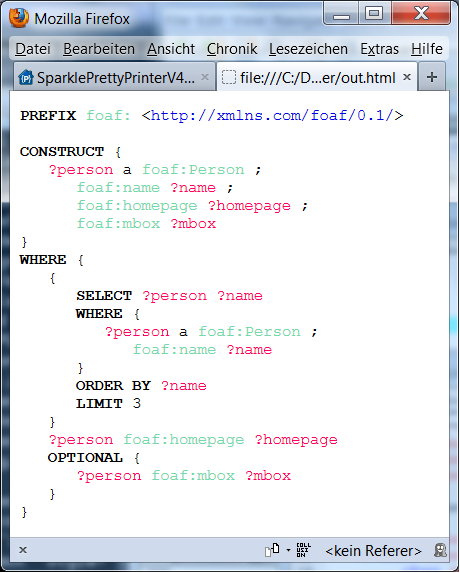 Mozilla Firefox
Datei Bearbeiten Ansicht Chronik Lesezeichen Extras Hilfe
SparklePrettyPrinterV4... file:///C:/D...er/out.html
PREFIX foaf: <http://xmlns.com/foaf/0.1/>
CONSTRUCT {
?person a foaf:Person ;
foaf:name ?name ;
foaf:homepage ?homepage ;
foaf:mbox ?mbox
}
WHERE {
{
SELECT ?person ?name
WHERE {
?person a foaf:Person ;
foaf:name ?name
}
ORDER BY ?name
LIMIT 3
}
?person foaf:homepage ?homepage
OPTIONAL {
?person foaf:mbox ?mbox
}
}
COLLUSION <kein Referer>